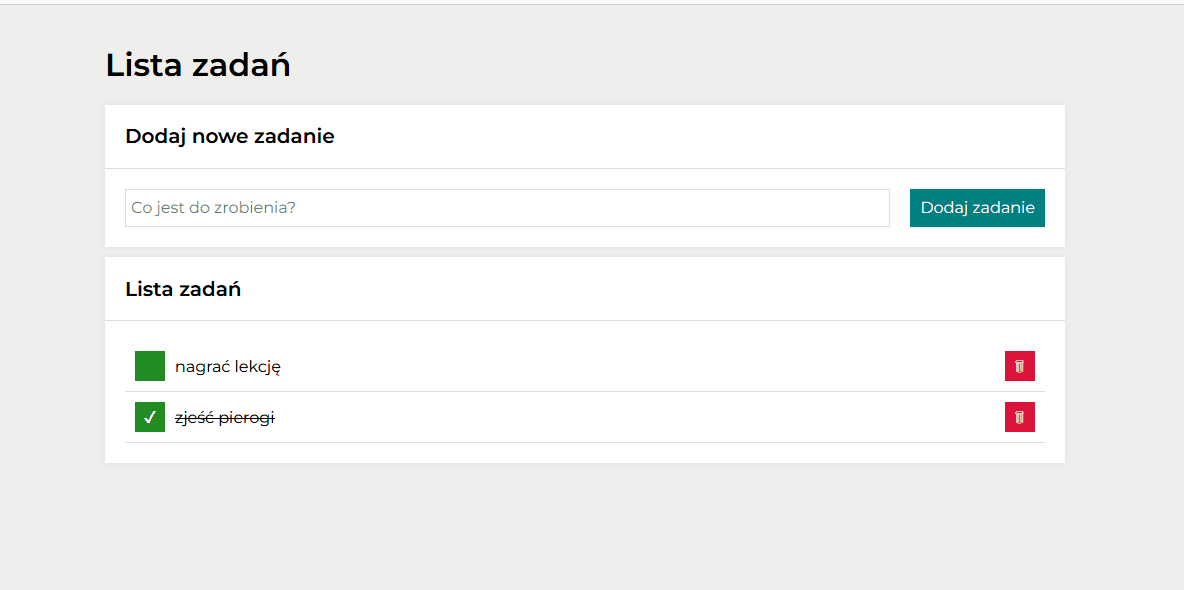 Lista zadań
Dodaj nowe zadanie
Co jest do zrobienia?
Dodaj zadanie
Lista zadań
nagrać lekcję
zjeść pierogi